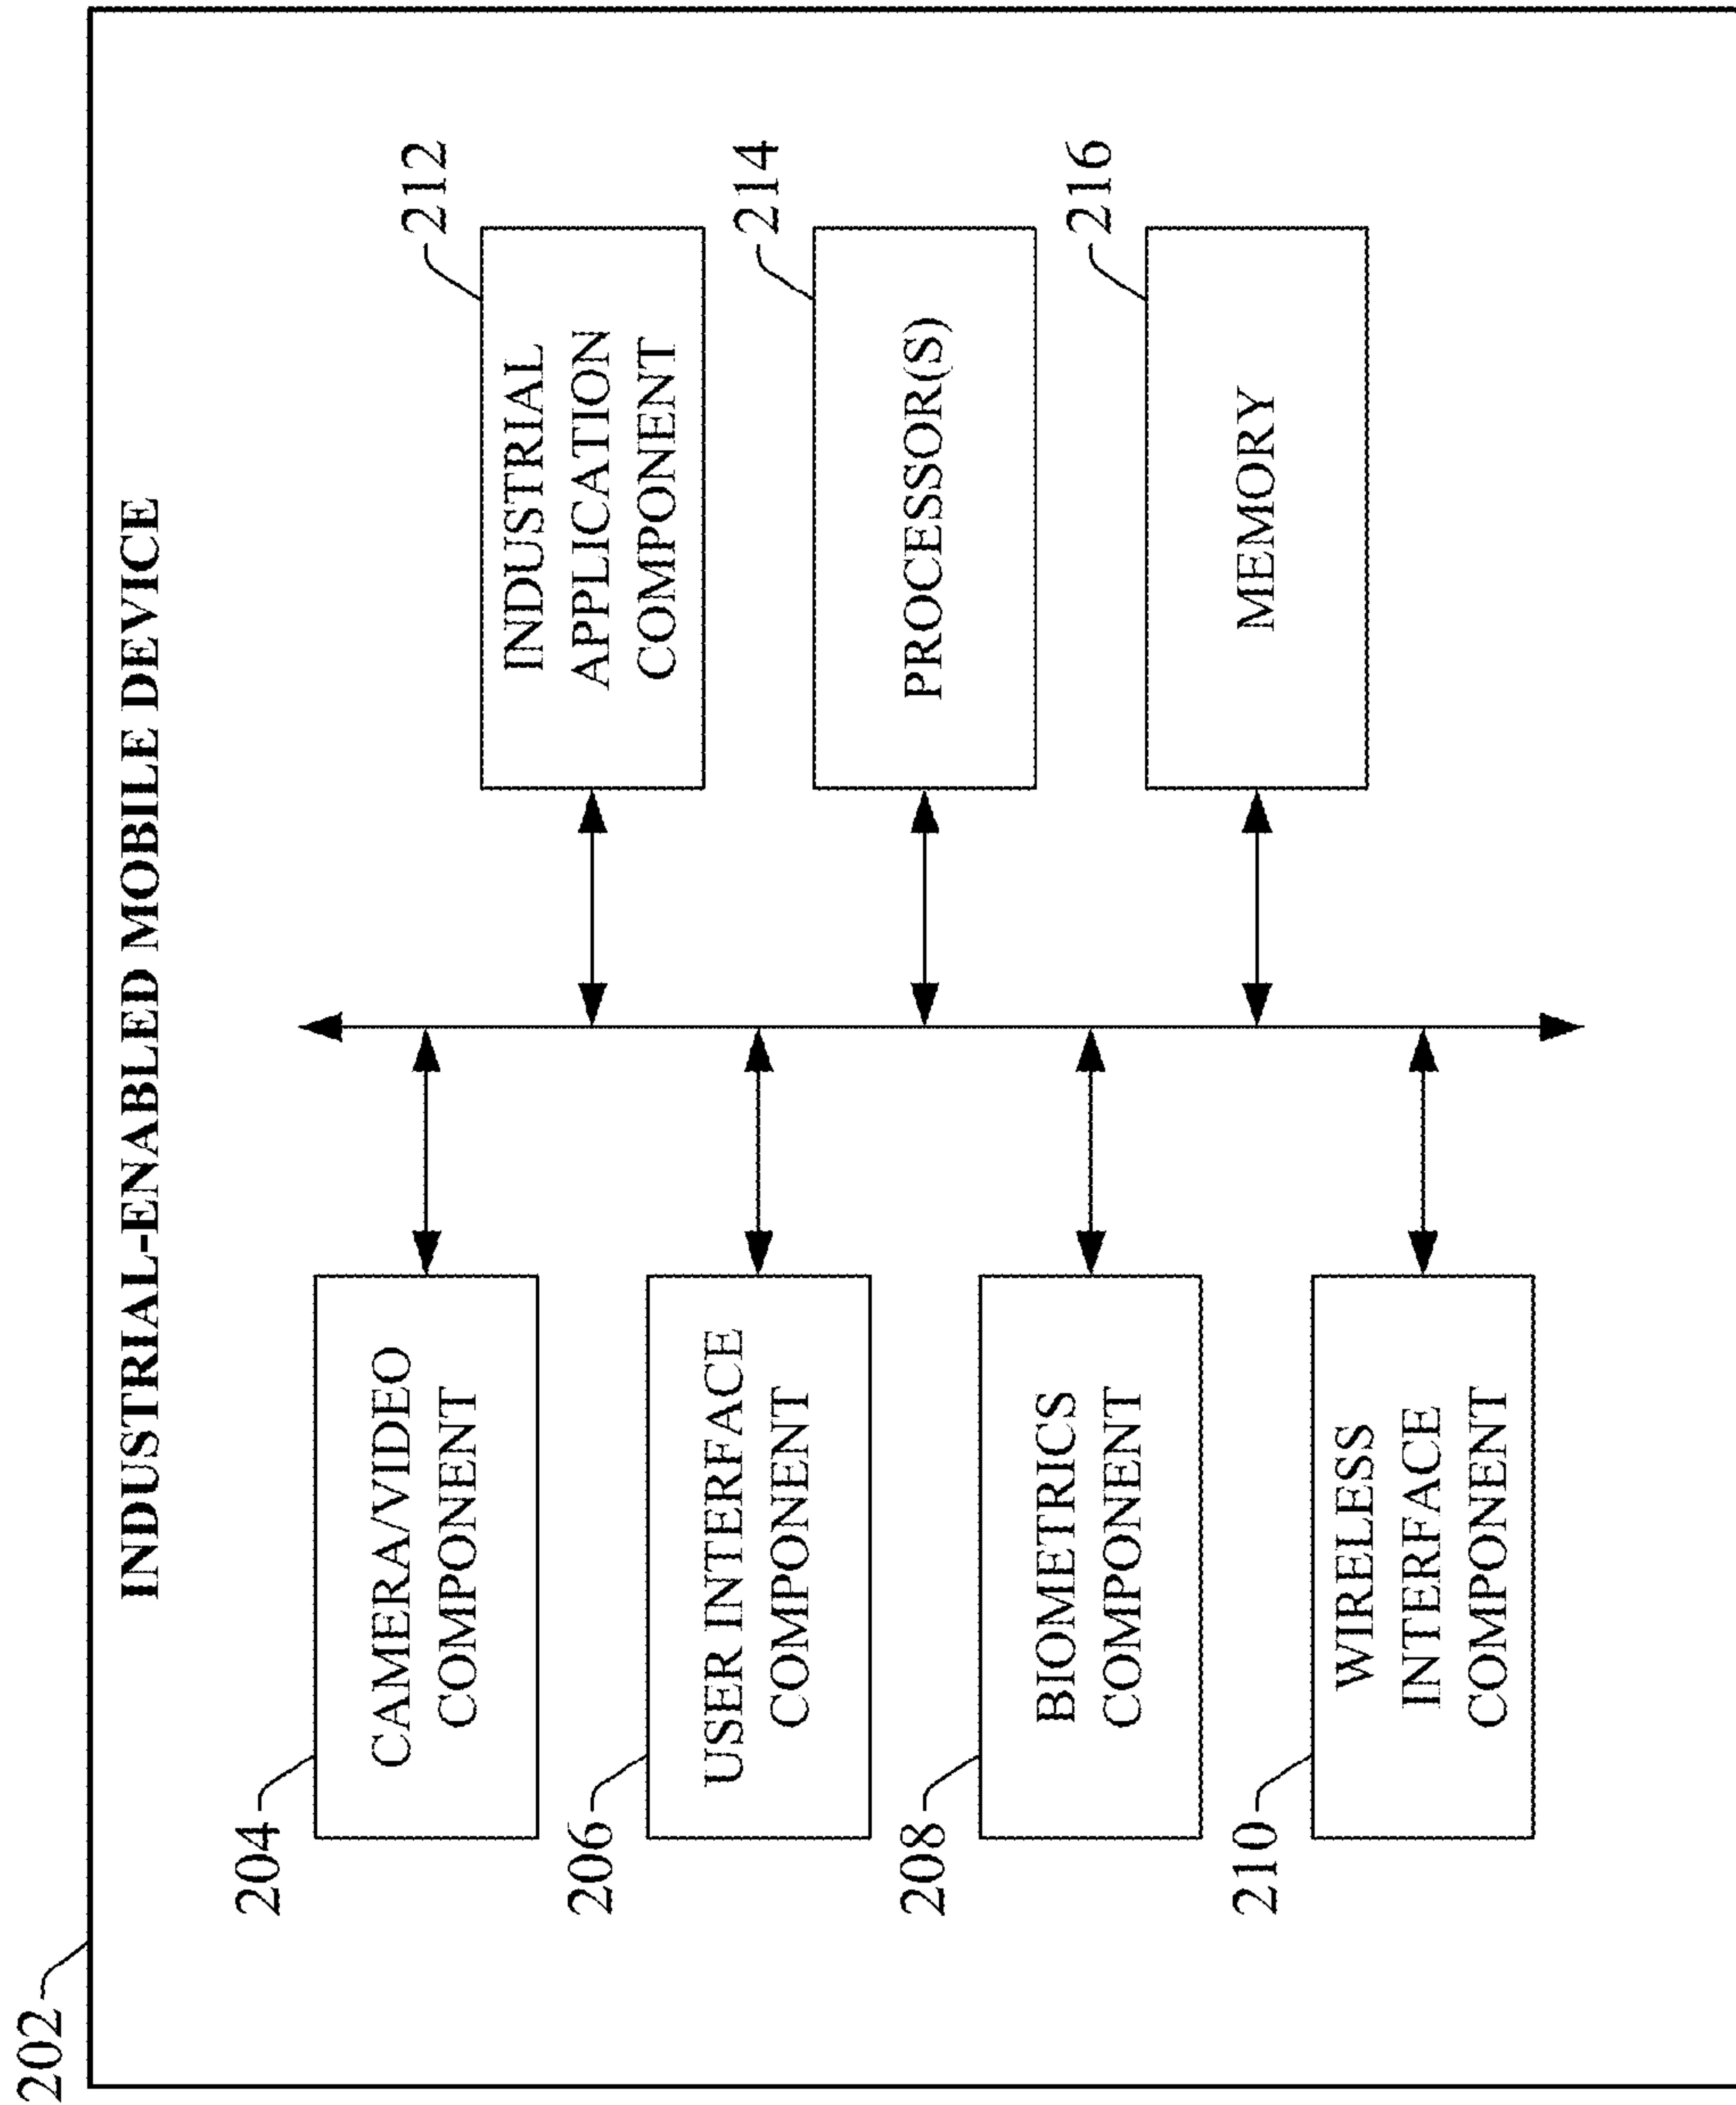 202
INDUSTRIAL-ENABLED MOBILE DEVICE
204
CAMERA/VIDEO
COMPONENT
206
USER INTERFACE
COMPONENT
208
BIOMETRICS
COMPONENT
210
WIRELESS
INTERFACE
COMPONENT
212
INDUSTRIAL
APPLICATION
COMPONENT
214
PROCESSOR(S)
216
MEMORY